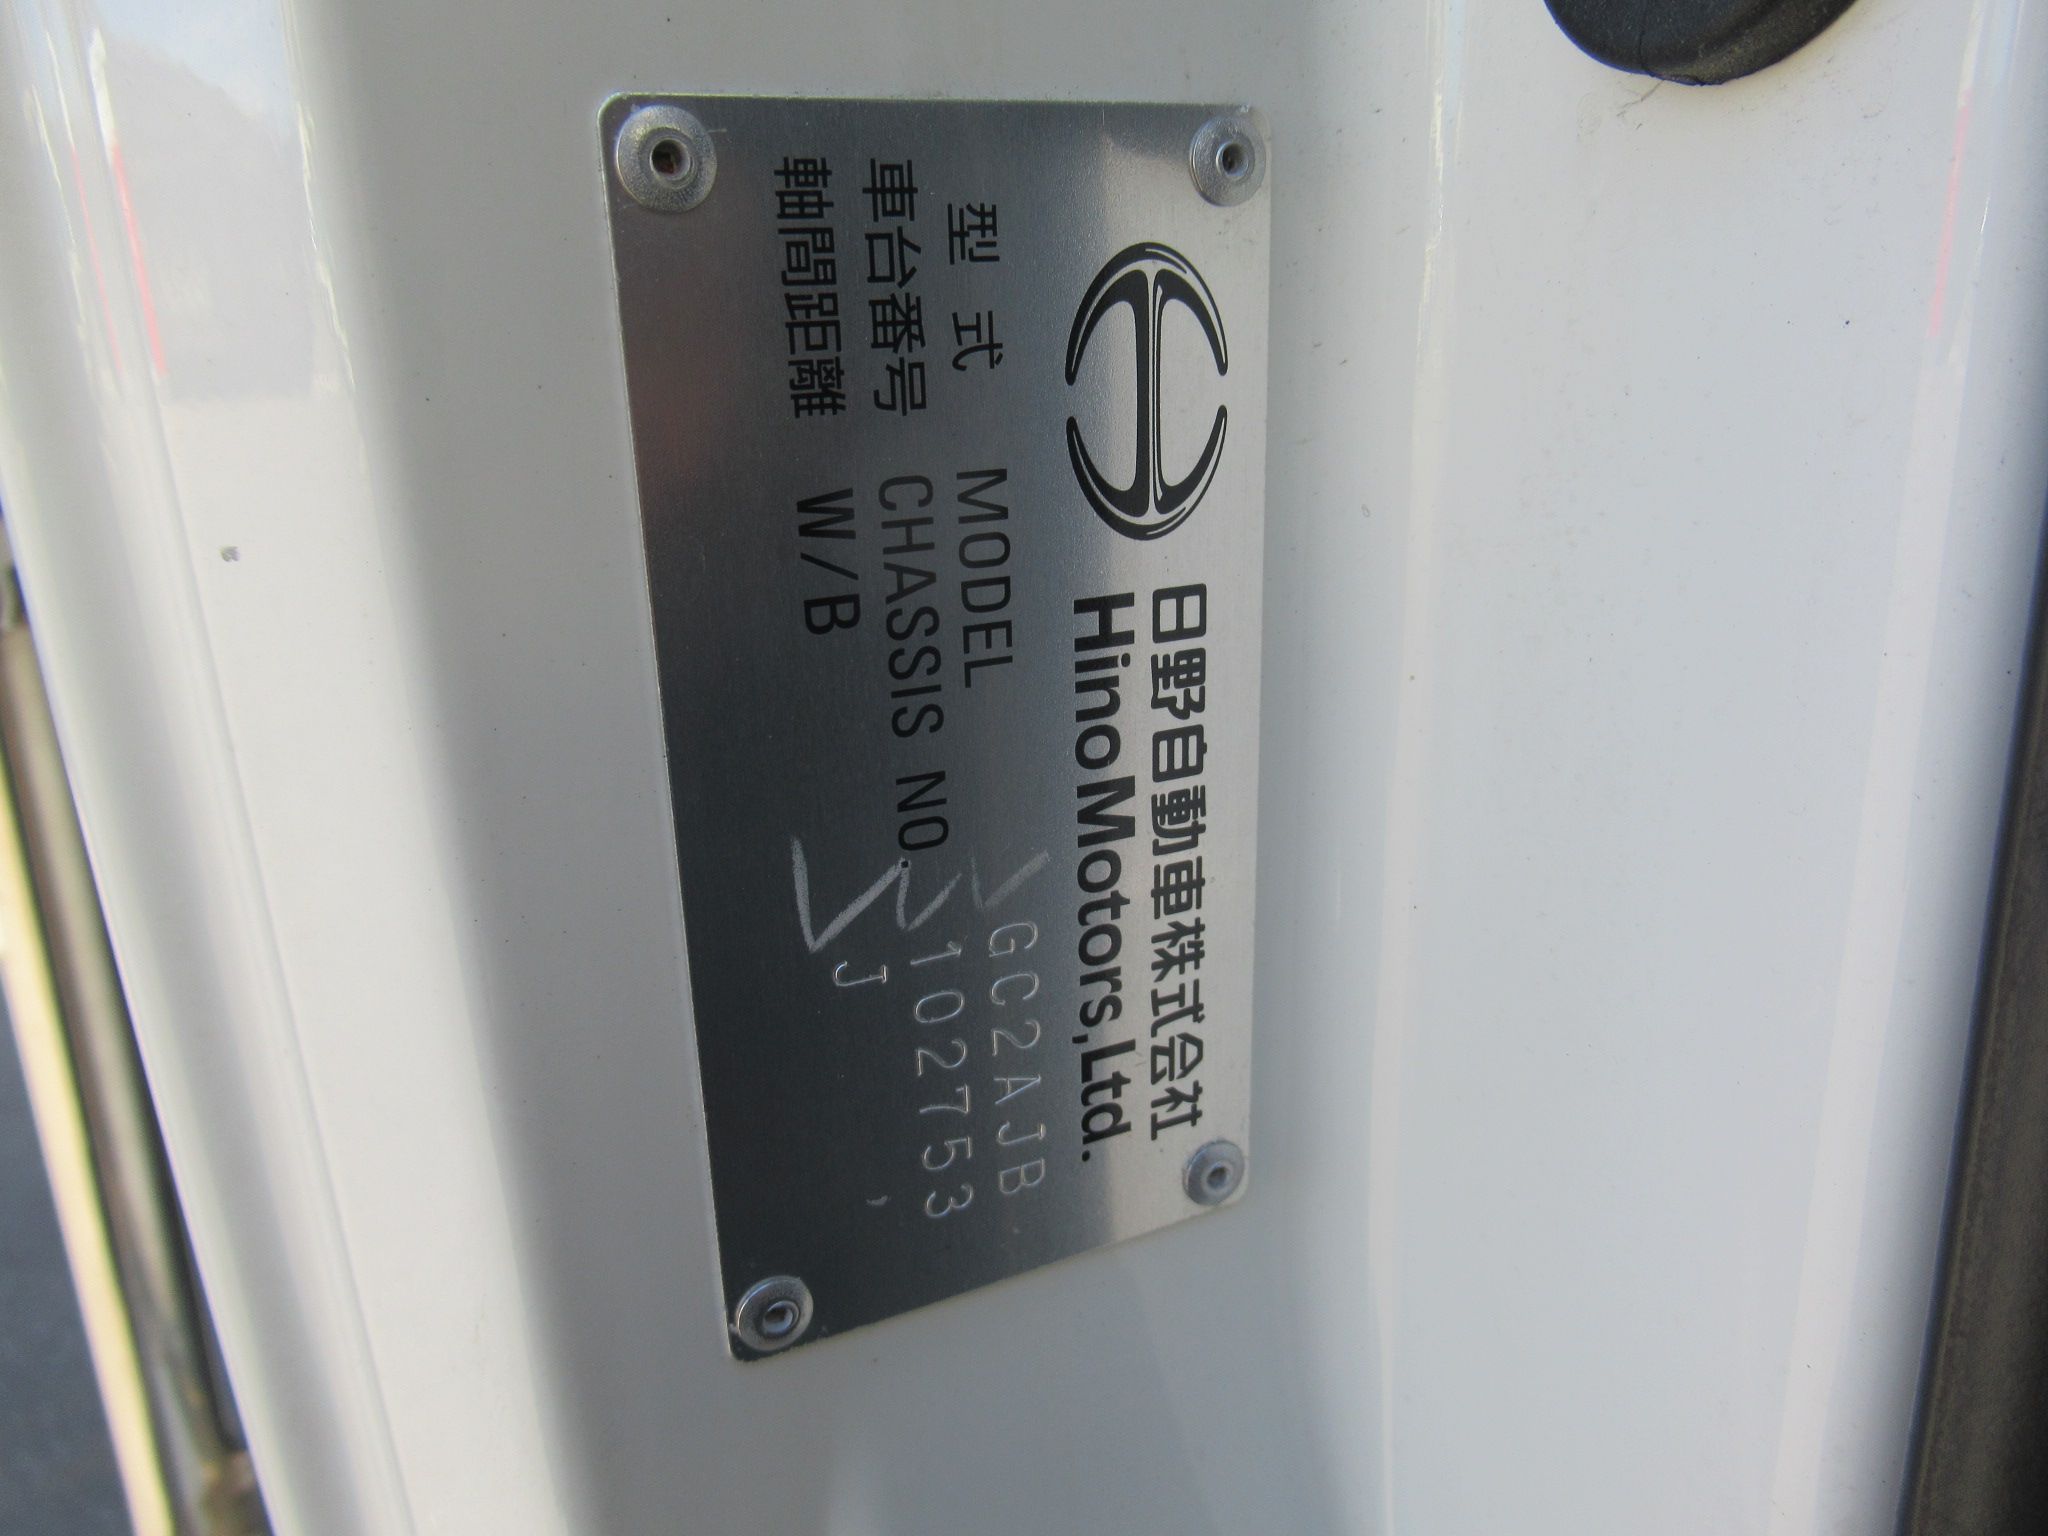 日野自動車株式会社
Hino Motors,Ltd.
型式 MODEL GC2AJB
車台番号 CHASSIS NO. 102753
軸間距離 W/B J